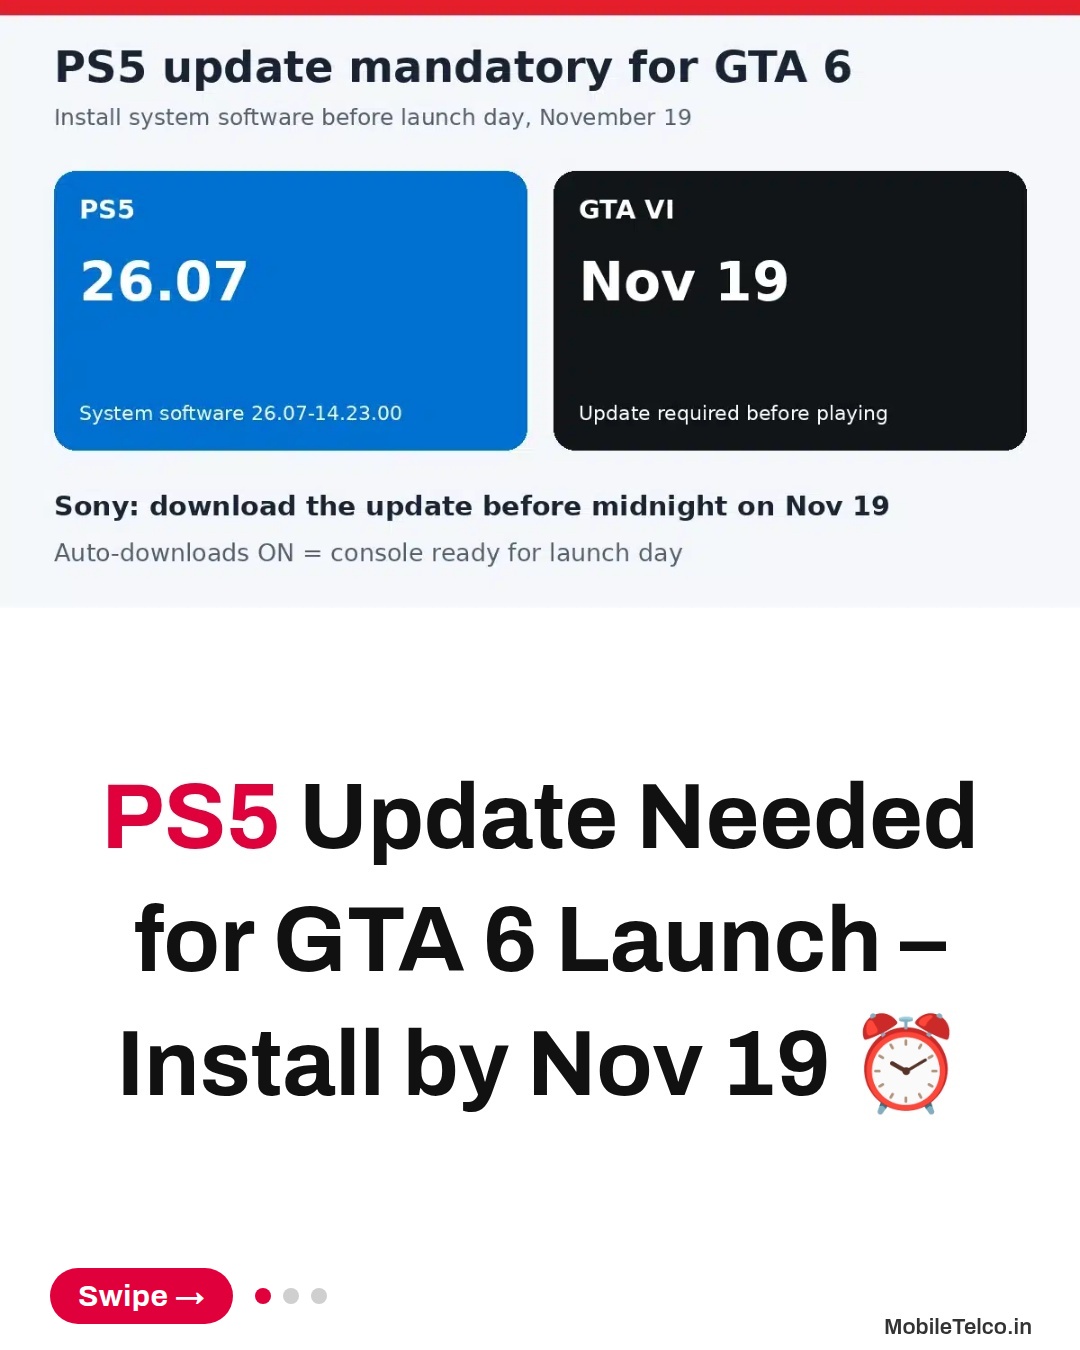 PS5 update mandatory for GTA 6
Install system software before launch day, November 19
PS5
26.07
System software 26.07-14.23.00
GTA VI
Nov 19
Update required before playing
Sony: download the update before midnight on Nov 19
Auto-downloads ON = console ready for launch day
PS5 Update Needed
for GTA 6 Launch –
Install by Nov 19 ⏰
Swipe →
MobileTelco.in